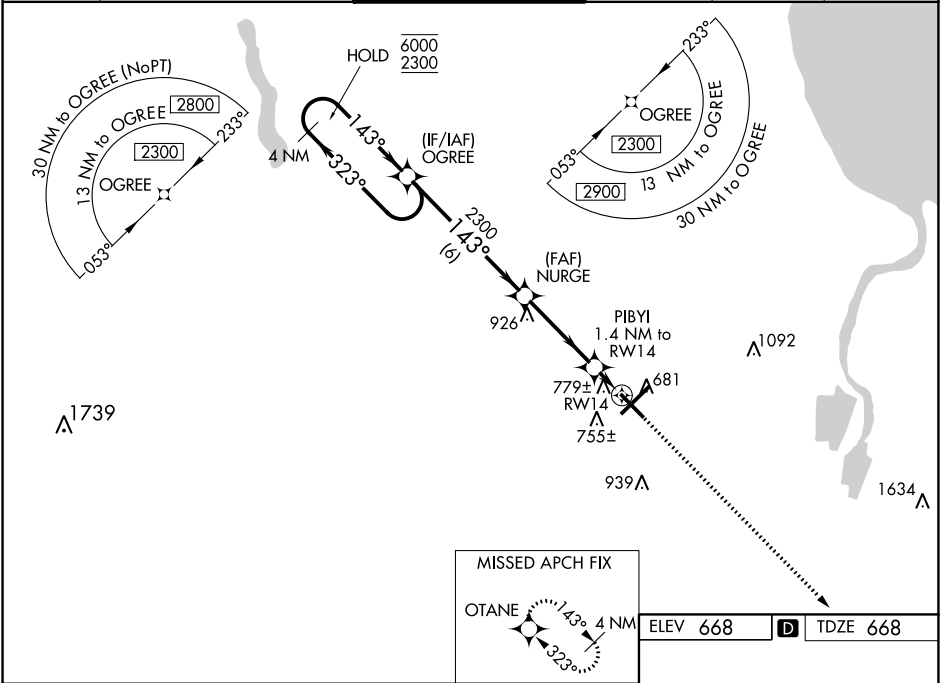 30 NM to OGREE (NoPT)
2800
13 NM to OGREE
2300
233°
OGREE
053°
HOLD 6000
2300
4 NM
143°
323°
(IF/IAF)
OGREE
2300
143°
(6)
(FAF)
NURGE
926
PIBYI
1.4 NM to
RW14
779±
681
RW14
755±
939
1092
1739
1634
233°
OGREE
2300
053°
13 NM to OGREE
2900
30 NM to OGREE
MISSED APCH FIX
OTANE
143°
4 NM
323°
ELEV 668 D TDZE 668